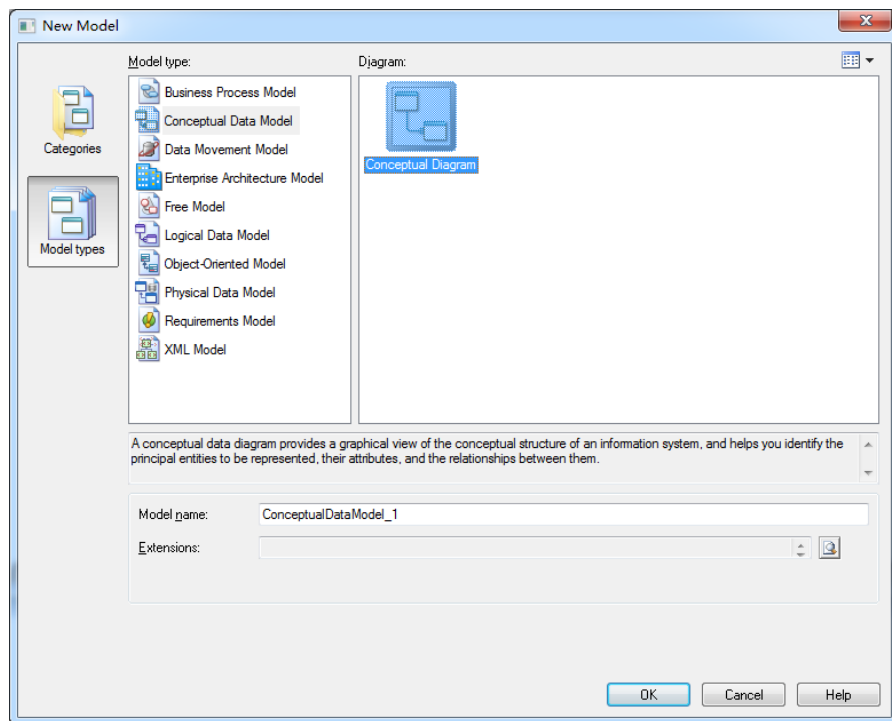 New Model
Model type:
Diagram:
Categories
Model types
Business Process Model
Conceptual Data Model
Data Movement Model
Enterprise Architecture Model
Free Model
Logical Data Model
Object-Oriented Model
Physical Data Model
Requirements Model
XML Model
Conceptual Diagram
A conceptual data diagram provides a graphical view of the conceptual structure of an information system, and helps you identify the
principal entities to be represented, their attributes, and the relationships between them.
Model name:
ConceptualDataModel_1
Extensions:
OK
Cancel
Help